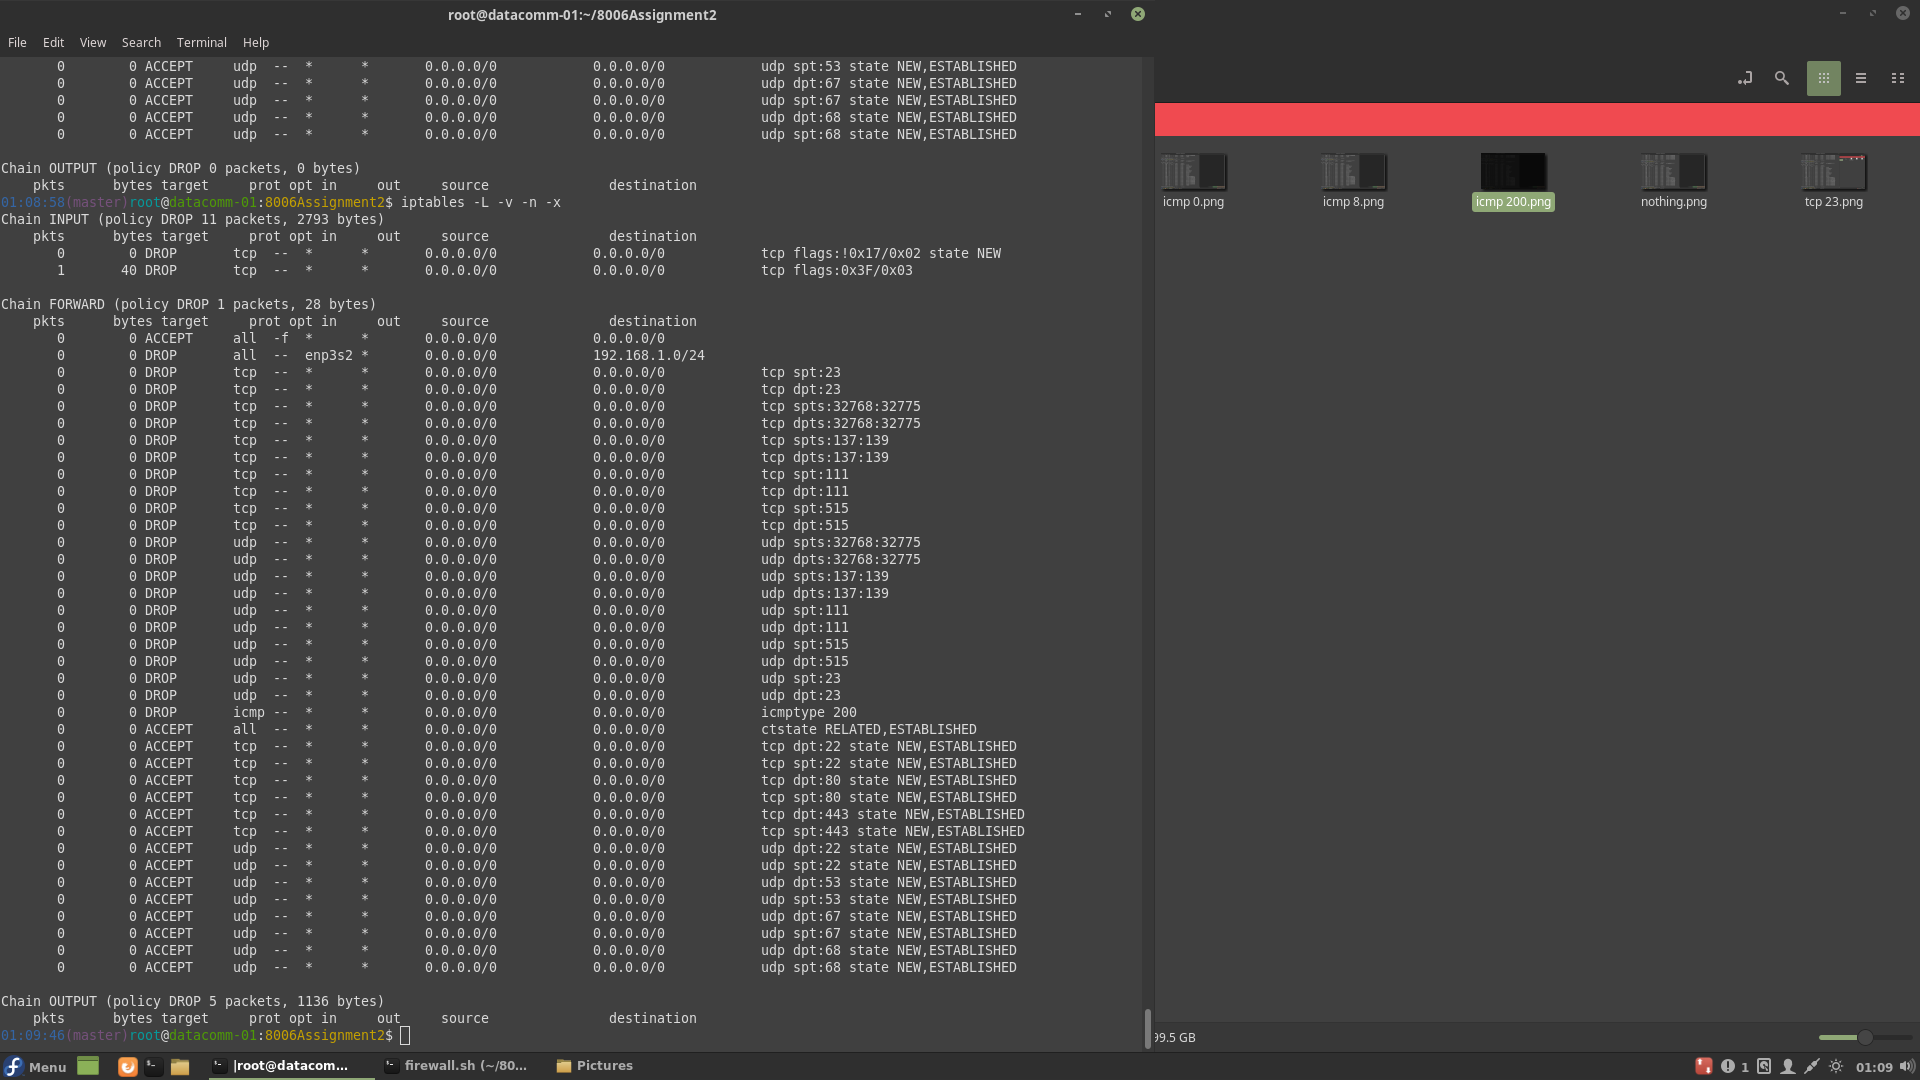 root@datacomm-01:~/8006Assignment2
File Edit View Search Terminal Help
0 0 ACCEPT udp -- * * 0.0.0.0/0 0.0.0.0/0 udp spt:53 state NEW,ESTABLISHED
0 0 ACCEPT udp -- * * 0.0.0.0/0 0.0.0.0/0 udp dpt:67 state NEW,ESTABLISHED
0 0 ACCEPT udp -- * * 0.0.0.0/0 0.0.0.0/0 udp spt:67 state NEW,ESTABLISHED
0 0 ACCEPT udp -- * * 0.0.0.0/0 0.0.0.0/0 udp dpt:68 state NEW,ESTABLISHED
0 0 ACCEPT udp -- * * 0.0.0.0/0 0.0.0.0/0 udp spt:68 state NEW,ESTABLISHED
Chain OUTPUT (policy DROP 0 packets, 0 bytes)
pkts bytes target prot opt in out source destination
01:08:58(master)root@datacomm-01:8006Assignment2$ iptables -L -v -n -x
Chain INPUT (policy DROP 11 packets, 2793 bytes)
pkts bytes target prot opt in out source destination
0 0 DROP tcp -- * * 0.0.0.0/0 0.0.0.0/0 tcp flags:!0x17/0x02 state NEW
1 40 DROP tcp -- * * 0.0.0.0/0 0.0.0.0/0 tcp flags:0x3F/0x03
Chain FORWARD (policy DROP 1 packets, 28 bytes)
pkts bytes target prot opt in out source destination
0 0 ACCEPT all -f * * 0.0.0.0/0 0.0.0.0/0
0 0 DROP all -- enp3s2 * 0.0.0.0/0 192.168.1.0/24
0 0 DROP tcp -- * * 0.0.0.0/0 0.0.0.0/0 tcp spt:23
0 0 DROP tcp -- * * 0.0.0.0/0 0.0.0.0/0 tcp dpt:23
0 0 DROP tcp -- * * 0.0.0.0/0 0.0.0.0/0 tcp spts:32768:32775
0 0 DROP tcp -- * * 0.0.0.0/0 0.0.0.0/0 tcp dpts:32768:32775
0 0 DROP tcp -- * * 0.0.0.0/0 0.0.0.0/0 tcp spts:137:139
0 0 DROP tcp -- * * 0.0.0.0/0 0.0.0.0/0 tcp dpts:137:139
0 0 DROP tcp -- * * 0.0.0.0/0 0.0.0.0/0 tcp spt:111
0 0 DROP tcp -- * * 0.0.0.0/0 0.0.0.0/0 tcp dpt:111
0 0 DROP tcp -- * * 0.0.0.0/0 0.0.0.0/0 tcp spt:515
0 0 DROP tcp -- * * 0.0.0.0/0 0.0.0.0/0 tcp dpt:515
0 0 DROP udp -- * * 0.0.0.0/0 0.0.0.0/0 udp spts:32768:32775
0 0 DROP udp -- * * 0.0.0.0/0 0.0.0.0/0 udp dpts:32768:32775
0 0 DROP udp -- * * 0.0.0.0/0 0.0.0.0/0 udp spts:137:139
0 0 DROP udp -- * * 0.0.0.0/0 0.0.0.0/0 udp dpts:137:139
0 0 DROP udp -- * * 0.0.0.0/0 0.0.0.0/0 udp spt:111
0 0 DROP udp -- * * 0.0.0.0/0 0.0.0.0/0 udp dpt:111
0 0 DROP udp -- * * 0.0.0.0/0 0.0.0.0/0 udp spt:515
0 0 DROP udp -- * * 0.0.0.0/0 0.0.0.0/0 udp dpt:515
0 0 DROP udp -- * * 0.0.0.0/0 0.0.0.0/0 udp spt:23
0 0 DROP udp -- * * 0.0.0.0/0 0.0.0.0/0 udp dpt:23
0 0 DROP icmp -- * * 0.0.0.0/0 0.0.0.0/0 icmptype 200
0 0 ACCEPT all -- * * 0.0.0.0/0 0.0.0.0/0 ctstate RELATED,ESTABLISHED
0 0 ACCEPT tcp -- * * 0.0.0.0/0 0.0.0.0/0 tcp dpt:22 state NEW,ESTABLISHED
0 0 ACCEPT tcp -- * * 0.0.0.0/0 0.0.0.0/0 tcp spt:22 state NEW,ESTABLISHED
0 0 ACCEPT tcp -- * * 0.0.0.0/0 0.0.0.0/0 tcp dpt:80 state NEW,ESTABLISHED
0 0 ACCEPT tcp -- * * 0.0.0.0/0 0.0.0.0/0 tcp spt:80 state NEW,ESTABLISHED
0 0 ACCEPT tcp -- * * 0.0.0.0/0 0.0.0.0/0 tcp dpt:443 state NEW,ESTABLISHED
0 0 ACCEPT tcp -- * * 0.0.0.0/0 0.0.0.0/0 tcp spt:443 state NEW,ESTABLISHED
0 0 ACCEPT udp -- * * 0.0.0.0/0 0.0.0.0/0 udp dpt:22 state NEW,ESTABLISHED
0 0 ACCEPT udp -- * * 0.0.0.0/0 0.0.0.0/0 udp spt:22 state NEW,ESTABLISHED
0 0 ACCEPT udp -- * * 0.0.0.0/0 0.0.0.0/0 udp dpt:53 state NEW,ESTABLISHED
0 0 ACCEPT udp -- * * 0.0.0.0/0 0.0.0.0/0 udp spt:53 state NEW,ESTABLISHED
0 0 ACCEPT udp -- * * 0.0.0.0/0 0.0.0.0/0 udp dpt:67 state NEW,ESTABLISHED
0 0 ACCEPT udp -- * * 0.0.0.0/0 0.0.0.0/0 udp spt:67 state NEW,ESTABLISHED
0 0 ACCEPT udp -- * * 0.0.0.0/0 0.0.0.0/0 udp dpt:68 state NEW,ESTABLISHED
0 0 ACCEPT udp -- * * 0.0.0.0/0 0.0.0.0/0 udp spt:68 state NEW,ESTABLISHED
Chain OUTPUT (policy DROP 5 packets, 1136 bytes)
pkts bytes target prot opt in out source destination
01:09:46(master)root@datacomm-01:8006Assignment2$
icmp 0.png icmp 8.png icmp 200.png nothing.png tcp 23.png
99.5 GB
Menu |root@datacom... firewall.sh (~/80... Pictures 1 01:09